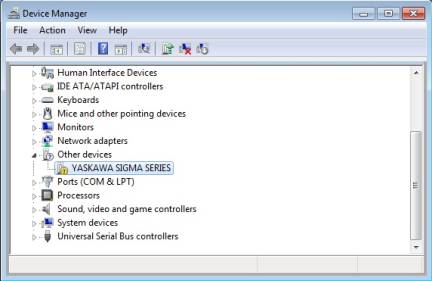 Device Manager
File Action View Help
Human Interface Devices
IDE ATA/ATAPI controllers
Keyboards
Mice and other pointing devices
Monitors
Network adapters
Other devices
YASKAWA SIGMA SERIES
Ports (COM & LPT)
Processors
Sound, video and game controllers
System devices
Universal Serial Bus controllers